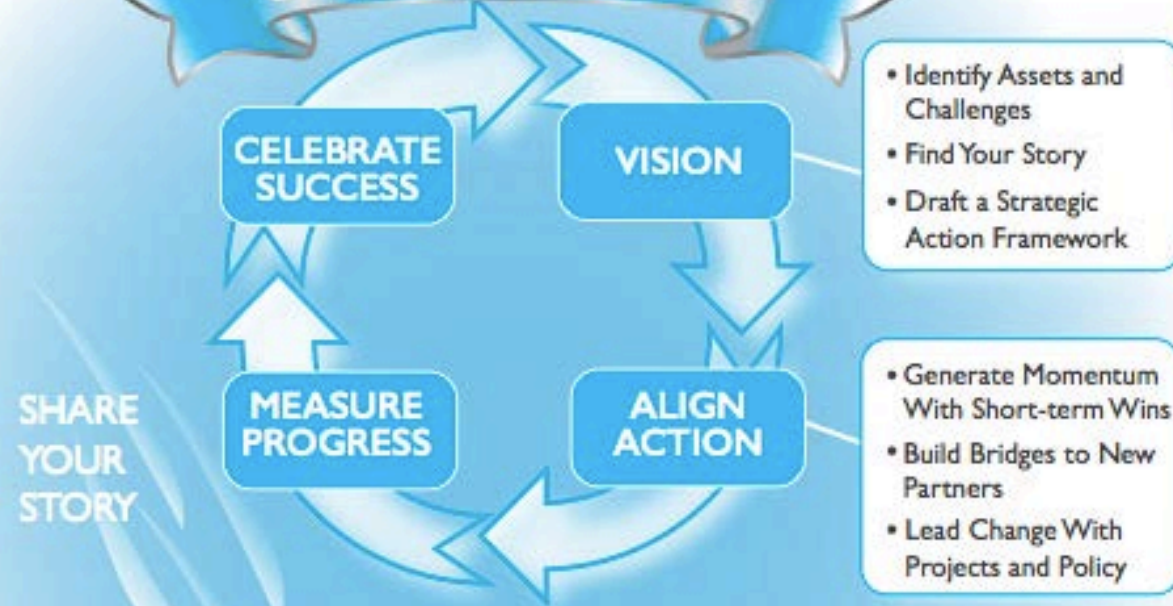 CELEBRATE
SUCCESS
VISION
• Identify Assets and
Challenges
• Find Your Story
• Draft a Strategic
Action Framework
SHARE
YOUR
STORY
MEASURE
PROGRESS
ALIGN
ACTION
• Generate Momentum
With Short-term Wins
• Build Bridges to New
Partners
• Lead Change With
Projects and Policy